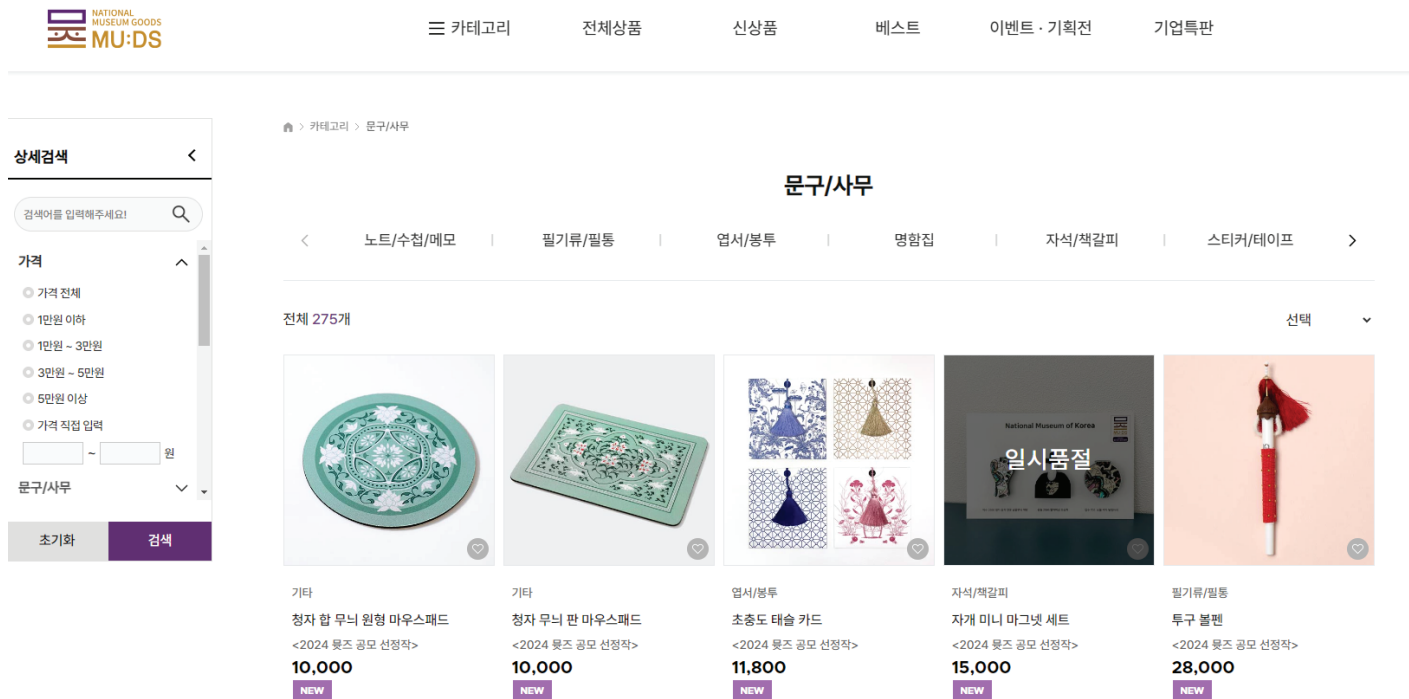 NATIONAL
MUSEUM GOODS
MU:DS
카테고리 전체상품 신상품 베스트 이벤트 · 기획전 기업특판
카테고리 > 문구/사무
상세검색
검색어를 입력해주세요!
가격
가격 전체
1만원 이하
1만원 ~ 3만원
3만원 ~ 5만원
5만원 이상
가격 직접 입력
~ 원
문구/사무
초기화 검색
문구/사무
노트/수첩/메모 필기류/필통 엽서/봉투 명함집 자석/책갈피 스티커/테이프
전체 275개 선택
National Museum of Korea
일시품절
기타 기타 엽서/봉투 자석/책갈피 필기류/필통
청자 합 무늬 원형 마우스패드 청자 무늬 판 마우스패드 초충도 태슬 카드 자개 미니 마그넷 세트 투구 볼펜
<2024 뮷즈 공모 선정작> <2024 뮷즈 공모 선정작> <2024 뮷즈 공모 선정작> <2024 뮷즈 공모 선정작> <2024 뮷즈 공모 선정작>
10,000 10,000 11,800 15,000 28,000
NEW NEW NEW NEW NEW